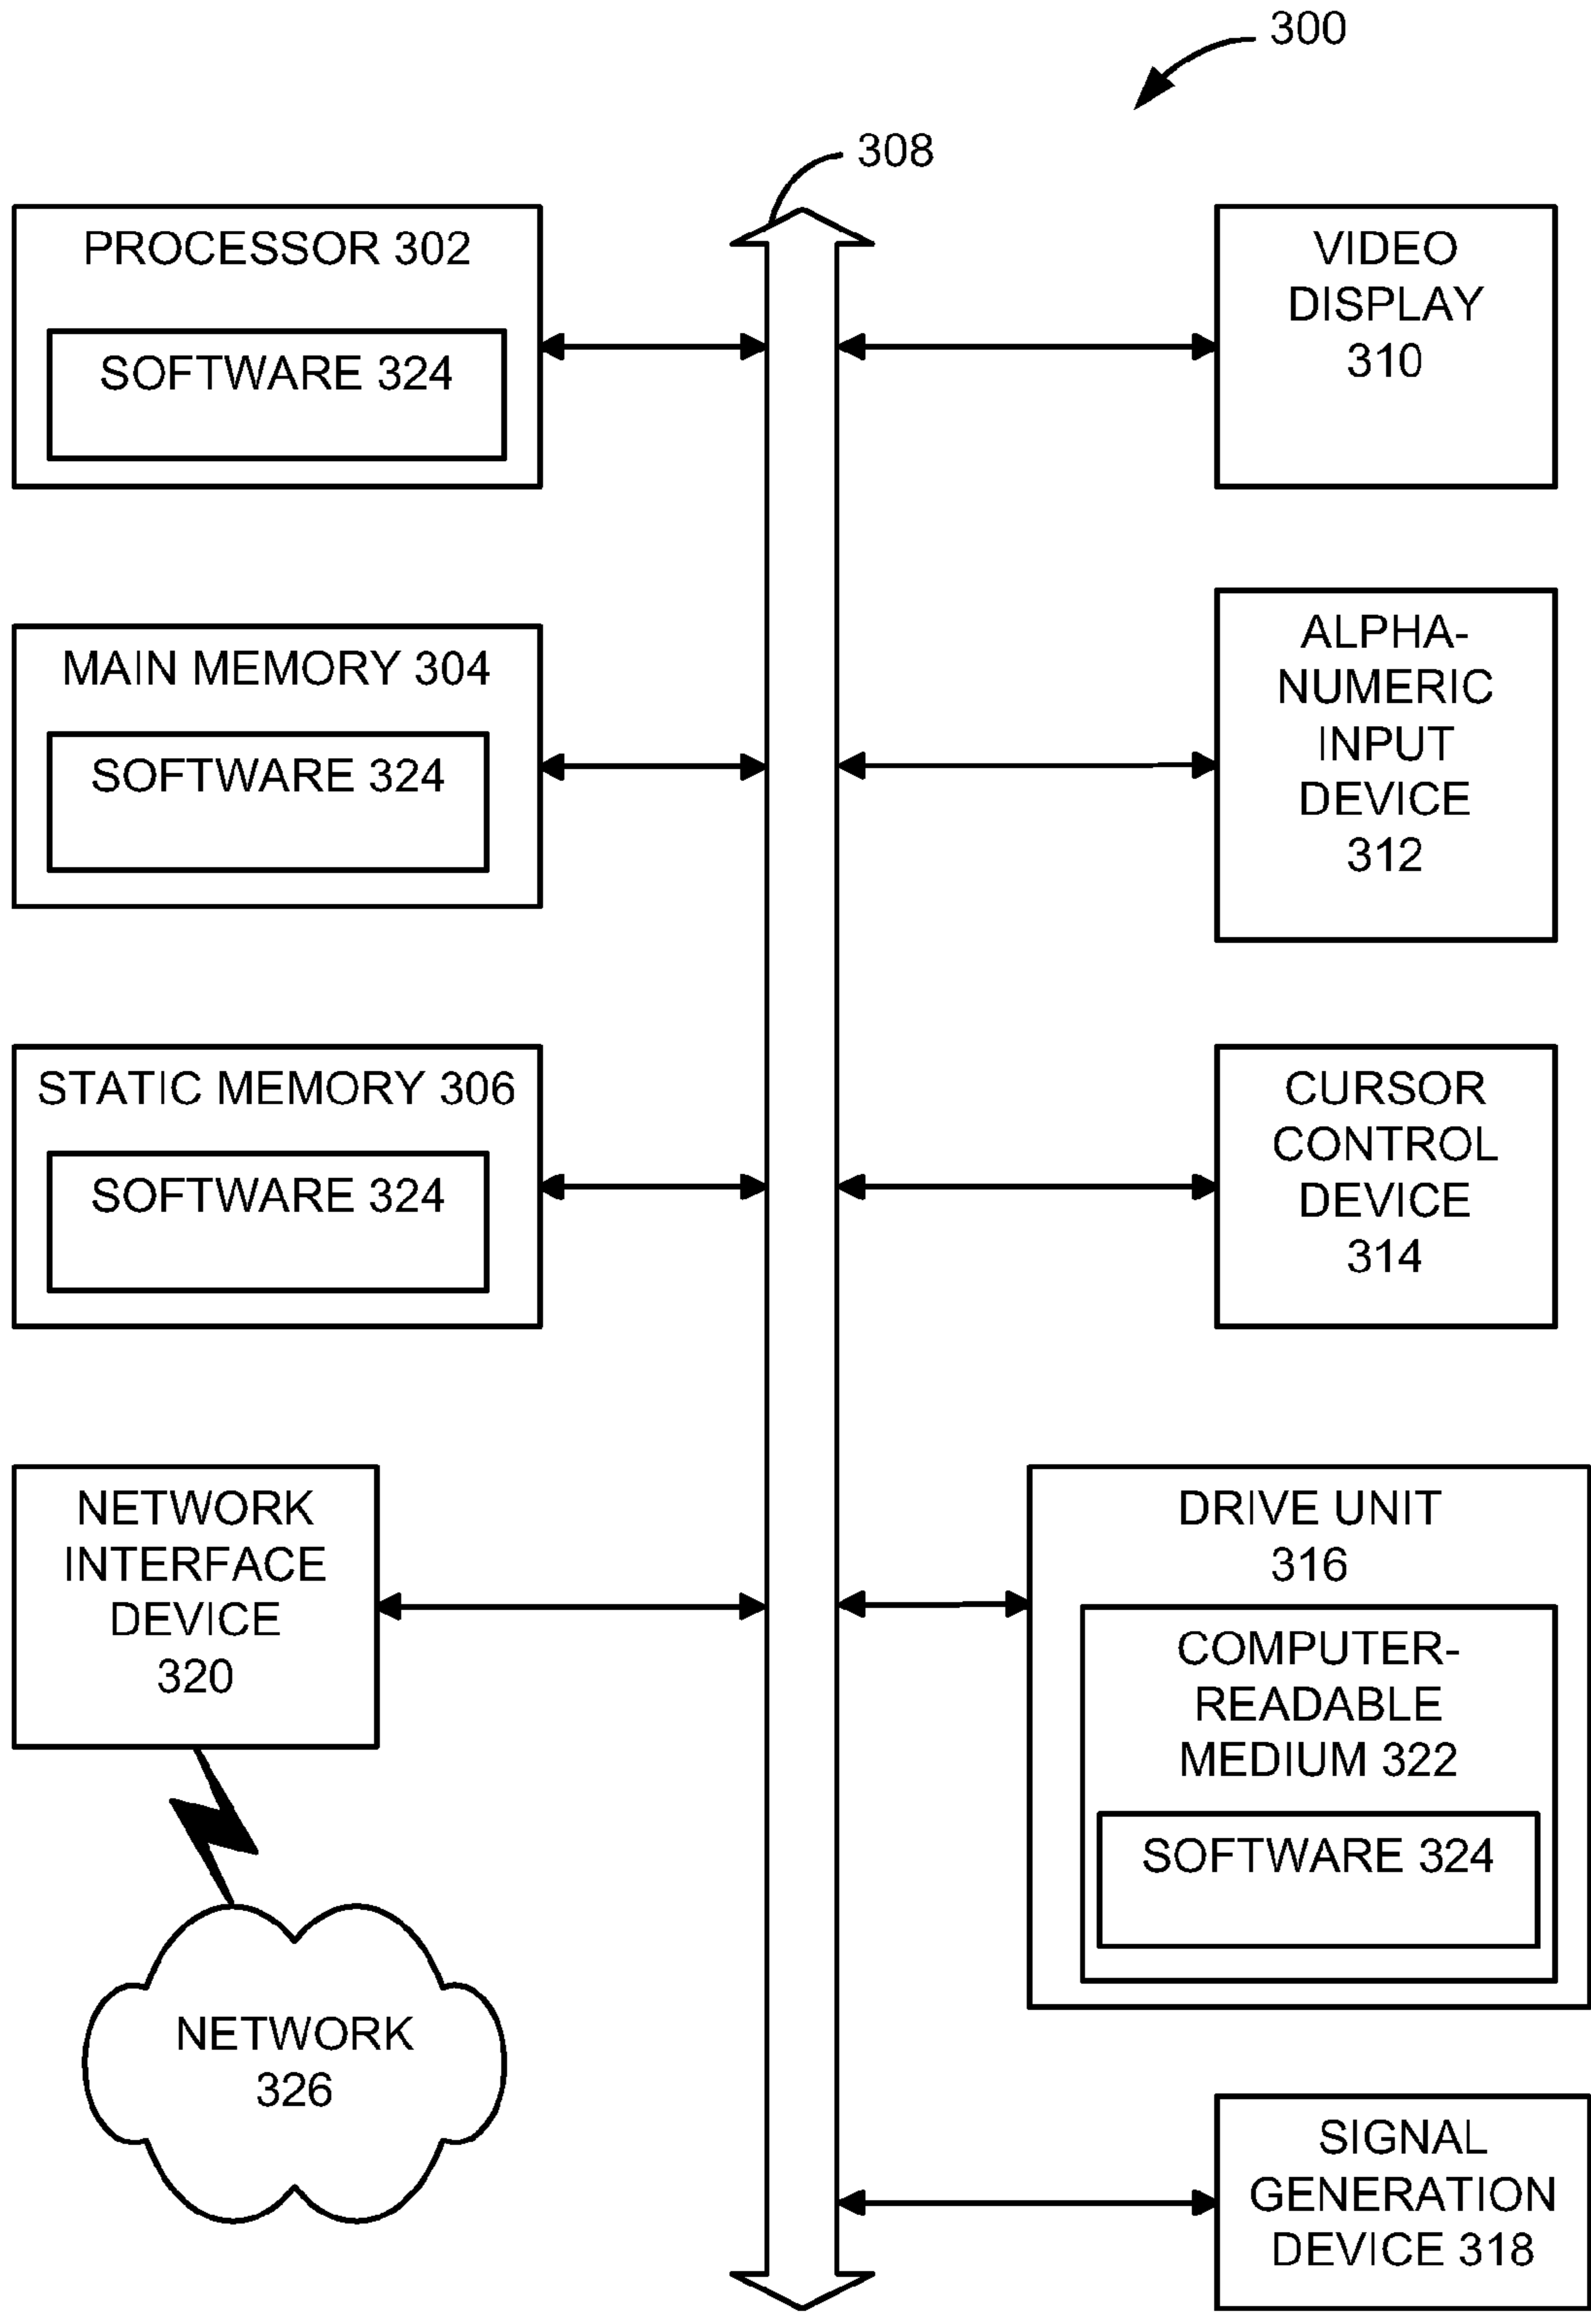 300
308
PROCESSOR 302
SOFTWARE 324
VIDEO
DISPLAY
310
MAIN MEMORY 304
SOFTWARE 324
ALPHA-
NUMERIC
INPUT
DEVICE
312
STATIC MEMORY 306
SOFTWARE 324
CURSOR
CONTROL
DEVICE
314
NETWORK
INTERFACE
DEVICE
320
DRIVE UNIT
316
COMPUTER-
READABLE
MEDIUM 322
SOFTWARE 324
NETWORK
326
SIGNAL
GENERATION
DEVICE 318